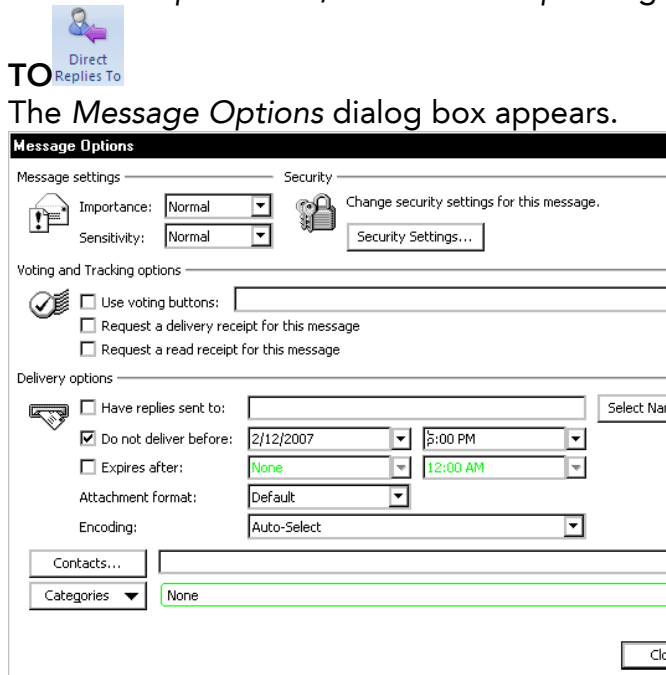 Direct
TO Replies To
The Message Options dialog box appears.
Message Options
Message settings Security
Importance: Normal Change security settings for this message.
Sensitivity: Normal Security Settings...
Voting and Tracking options
Use voting buttons:
Request a delivery receipt for this message
Request a read receipt for this message
Delivery options
Have replies sent to: Select
Do not deliver before: 2/12/2007 5:00 PM
Expires after: None 12:00 AM
Attachment format: Default
Encoding: Auto-Select
Contacts...
Categories None